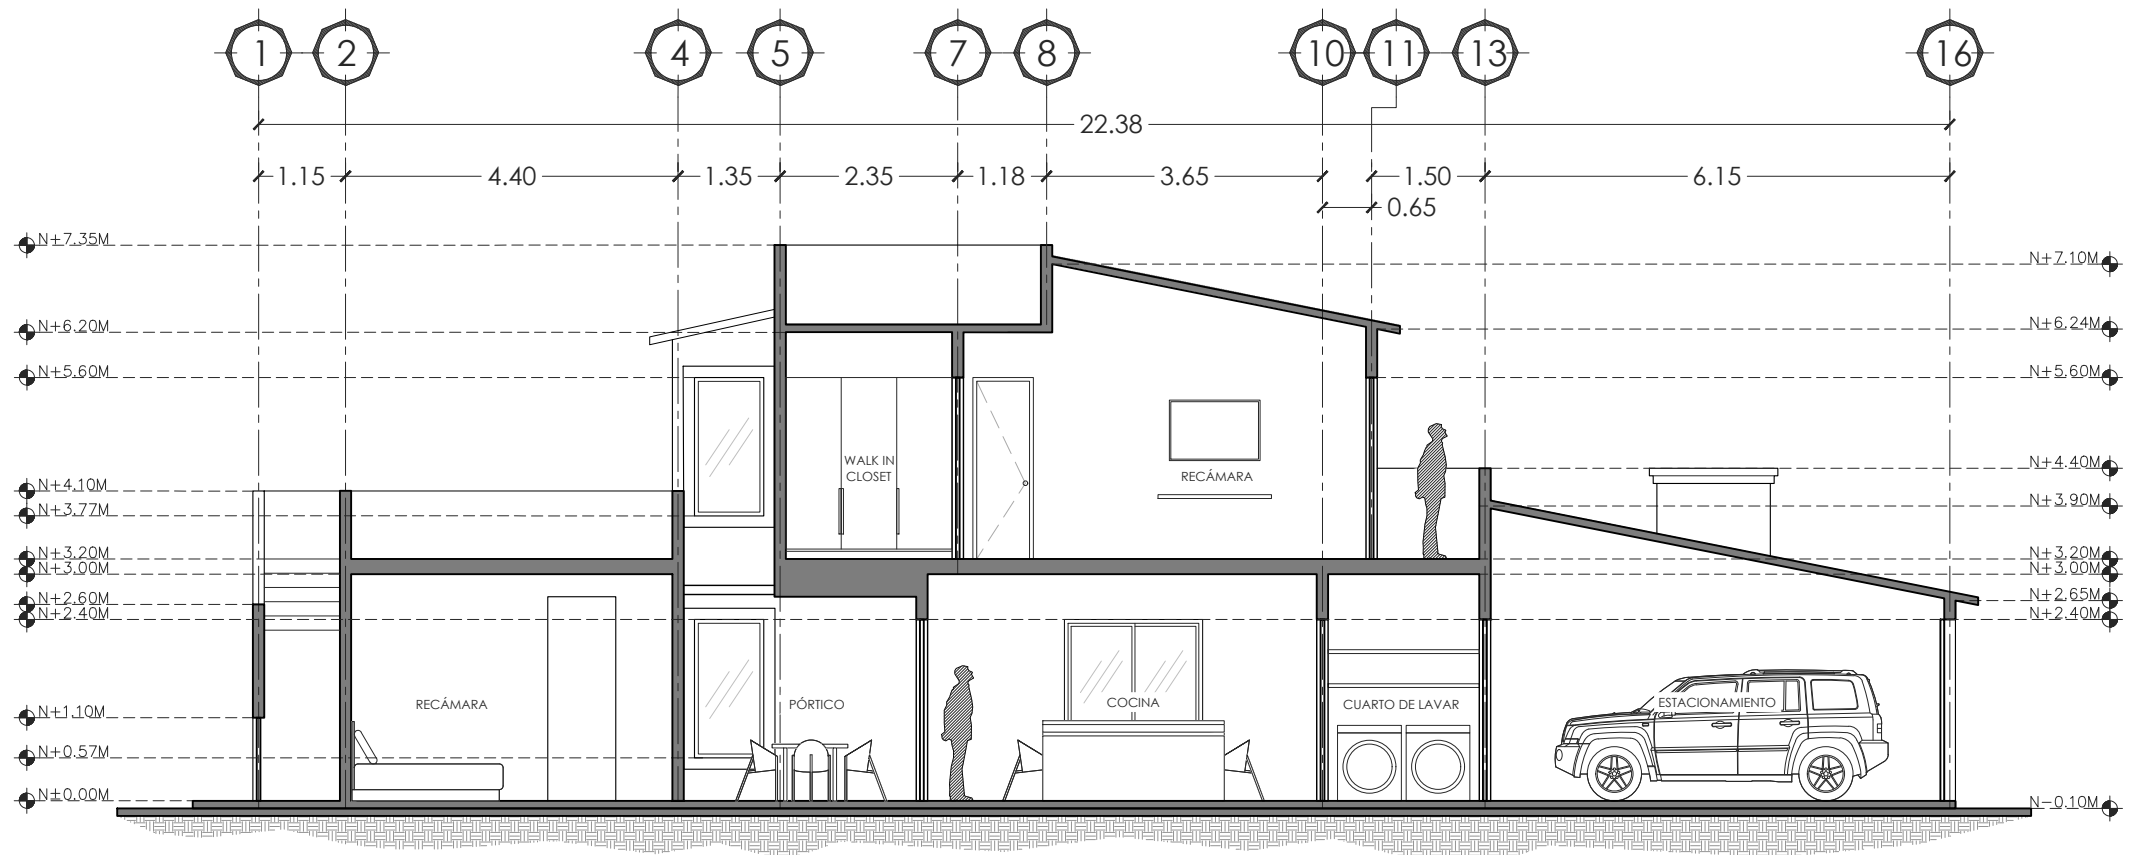 1 2 4 5 7 8 10 11 13 16
22.38
1.15 4.40 1.35 2.35 1.18 3.65 1.50 6.15
0.65
N+7.35M
N+7.10M
N+6.20M
N+6.24M
N+5.60M
N+5.60M
WALK IN
CLOSET
RECÁMARA
N+4.40M
N+4.10M
N+3.90M
N+3.77M
N+3.20M
N+3.20M
N+3.00M
N+3.00M
N+2.60M
N+2.65M
N+2.40M
N+2.40M
RECÁMARA
PÓRTICO
COCINA
CUARTO DE LAVAR
ESTACIONAMIENTO
N+1.10M
N+0.57M
N±0.00M
N-0.10M